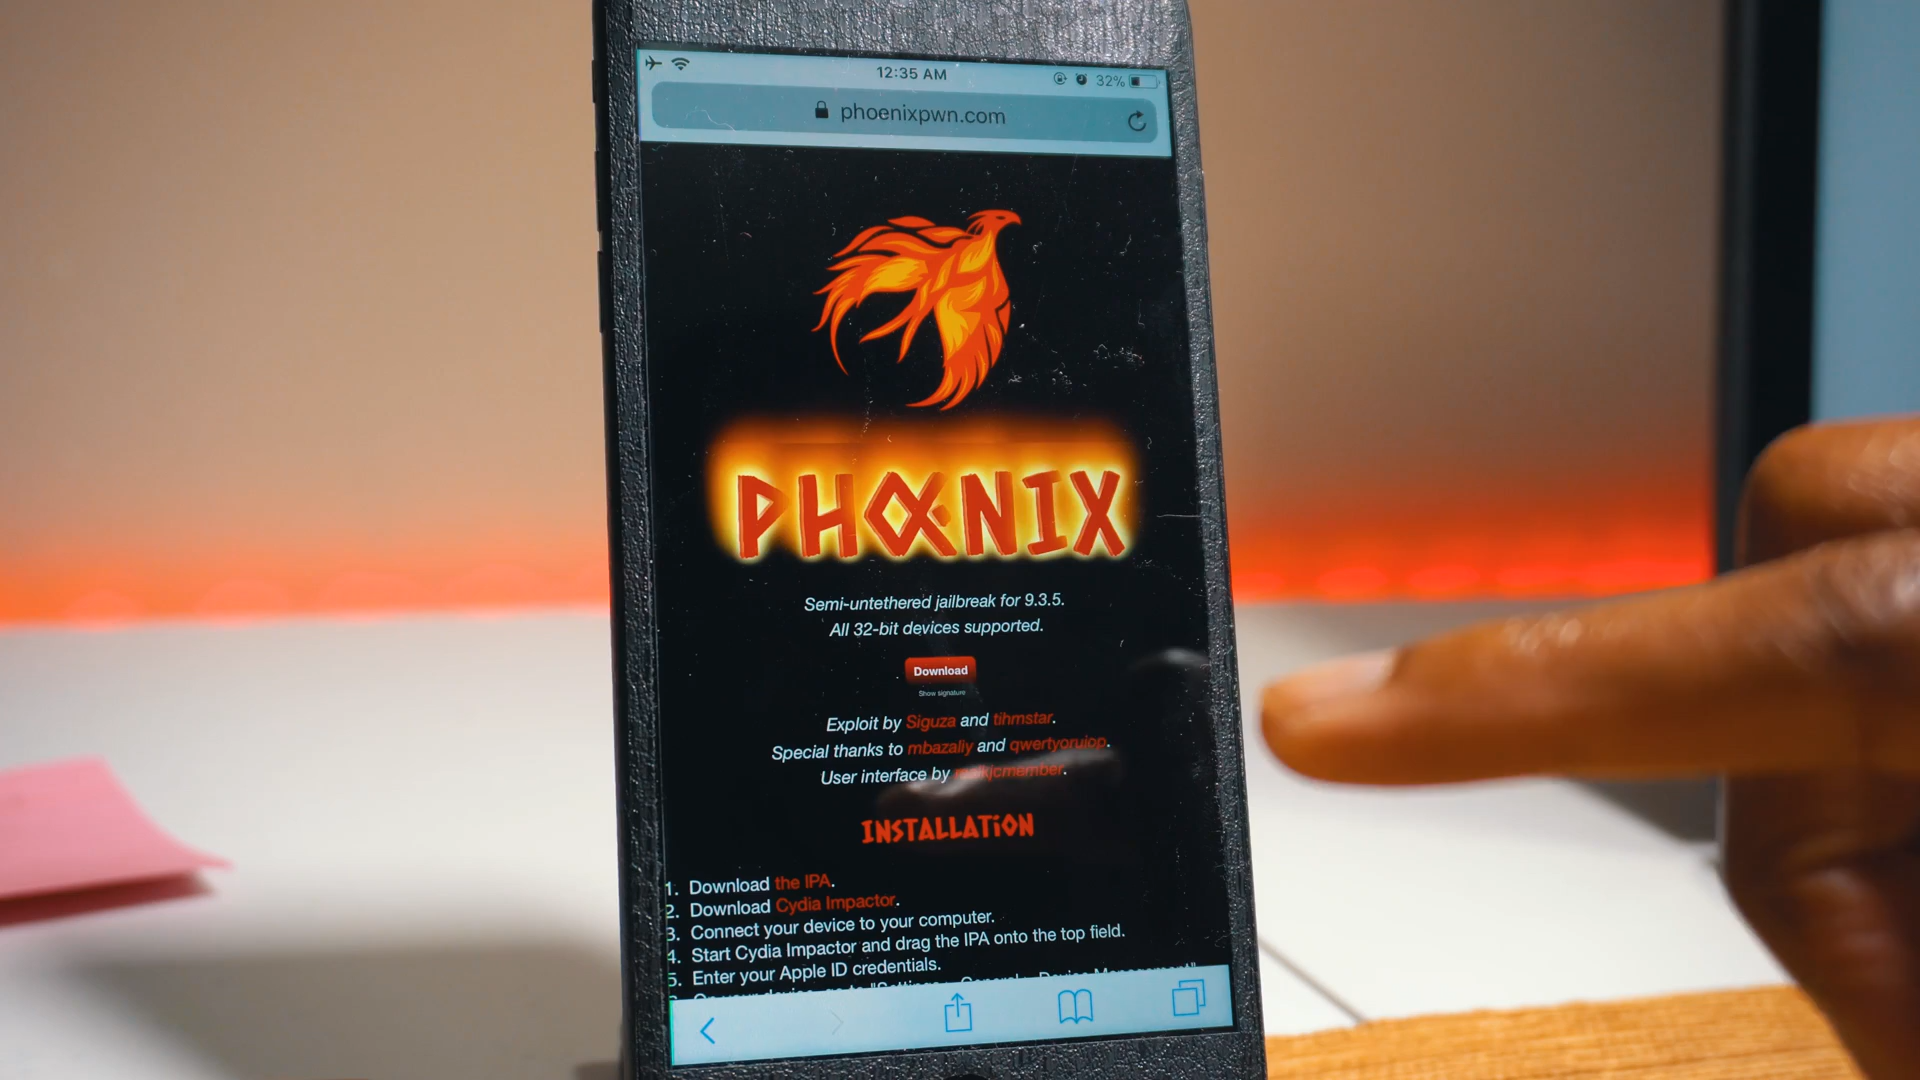 12:35 AM
32%
phoenixpwn.com
PHŒNIX
Semi-untethered jailbreak for 9.3.5.
All 32-bit devices supported.
Download
Show signature
Exploit by Siguza and tihmstar.
Special thanks to mbazaliy and qwertyoruiop.
User interface by
INSTALLATION
1. Download the IPA.
2. Download Cydia Impactor.
3. Connect your device to your computer.
4. Start Cydia Impactor and drag the IPA onto the top field.
5. Enter your Apple ID credentials.